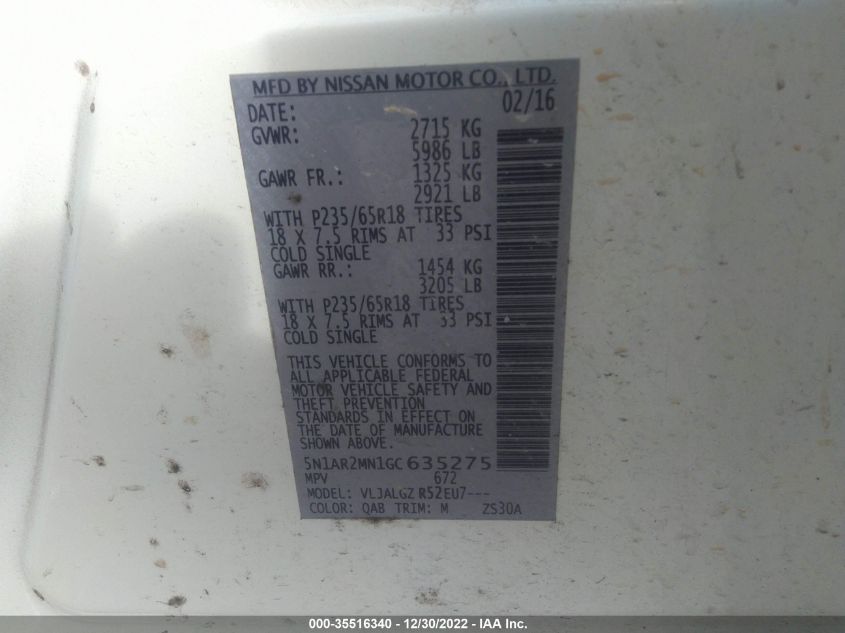 MFD BY NISSAN MOTOR CO., LTD.
DATE: 02/16
GVWR: 2715 KG
5986 LB
GAWR FR.: 1325 KG
2921 LB
WITH P235/65R18 TIRES
18 X 7.5 RIMS AT 33 PSI
COLD SINGLE
GAWR RR.: 1454 KG
3205 LB
WITH P235/65R18 TIRES
18 X 7.5 RIMS AT 33 PSI
COLD SINGLE
THIS VEHICLE CONFORMS TO
ALL APPLICABLE FEDERAL
MOTOR VEHICLE SAFETY AND
THEFT PREVENTION
STANDARDS IN EFFECT ON
THE DATE OF MANUFACTURE
SHOWN ABOVE.
5N1AR2MN1GC635275
MPV 672
MODEL: VLJALGZ R52EU7---
COLOR: QAB TRIM: M ZS30A
000-35516340 - 12/30/2022 - IAA Inc.